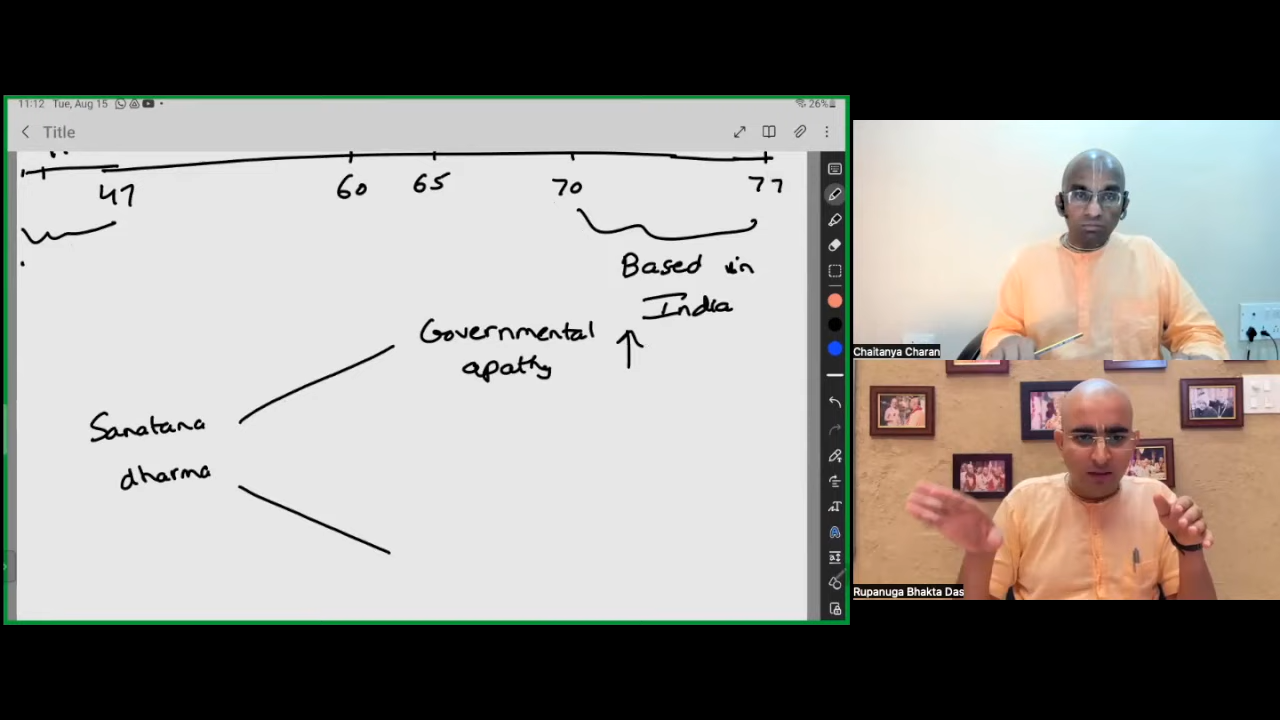 11:12 Tue, Aug 15
26%
Title
47 60 65 70 77
Based in
India
Governmental
apathy
Sanatana
dharma
Chaitanya Charan
Rupanuga Bhakta Das